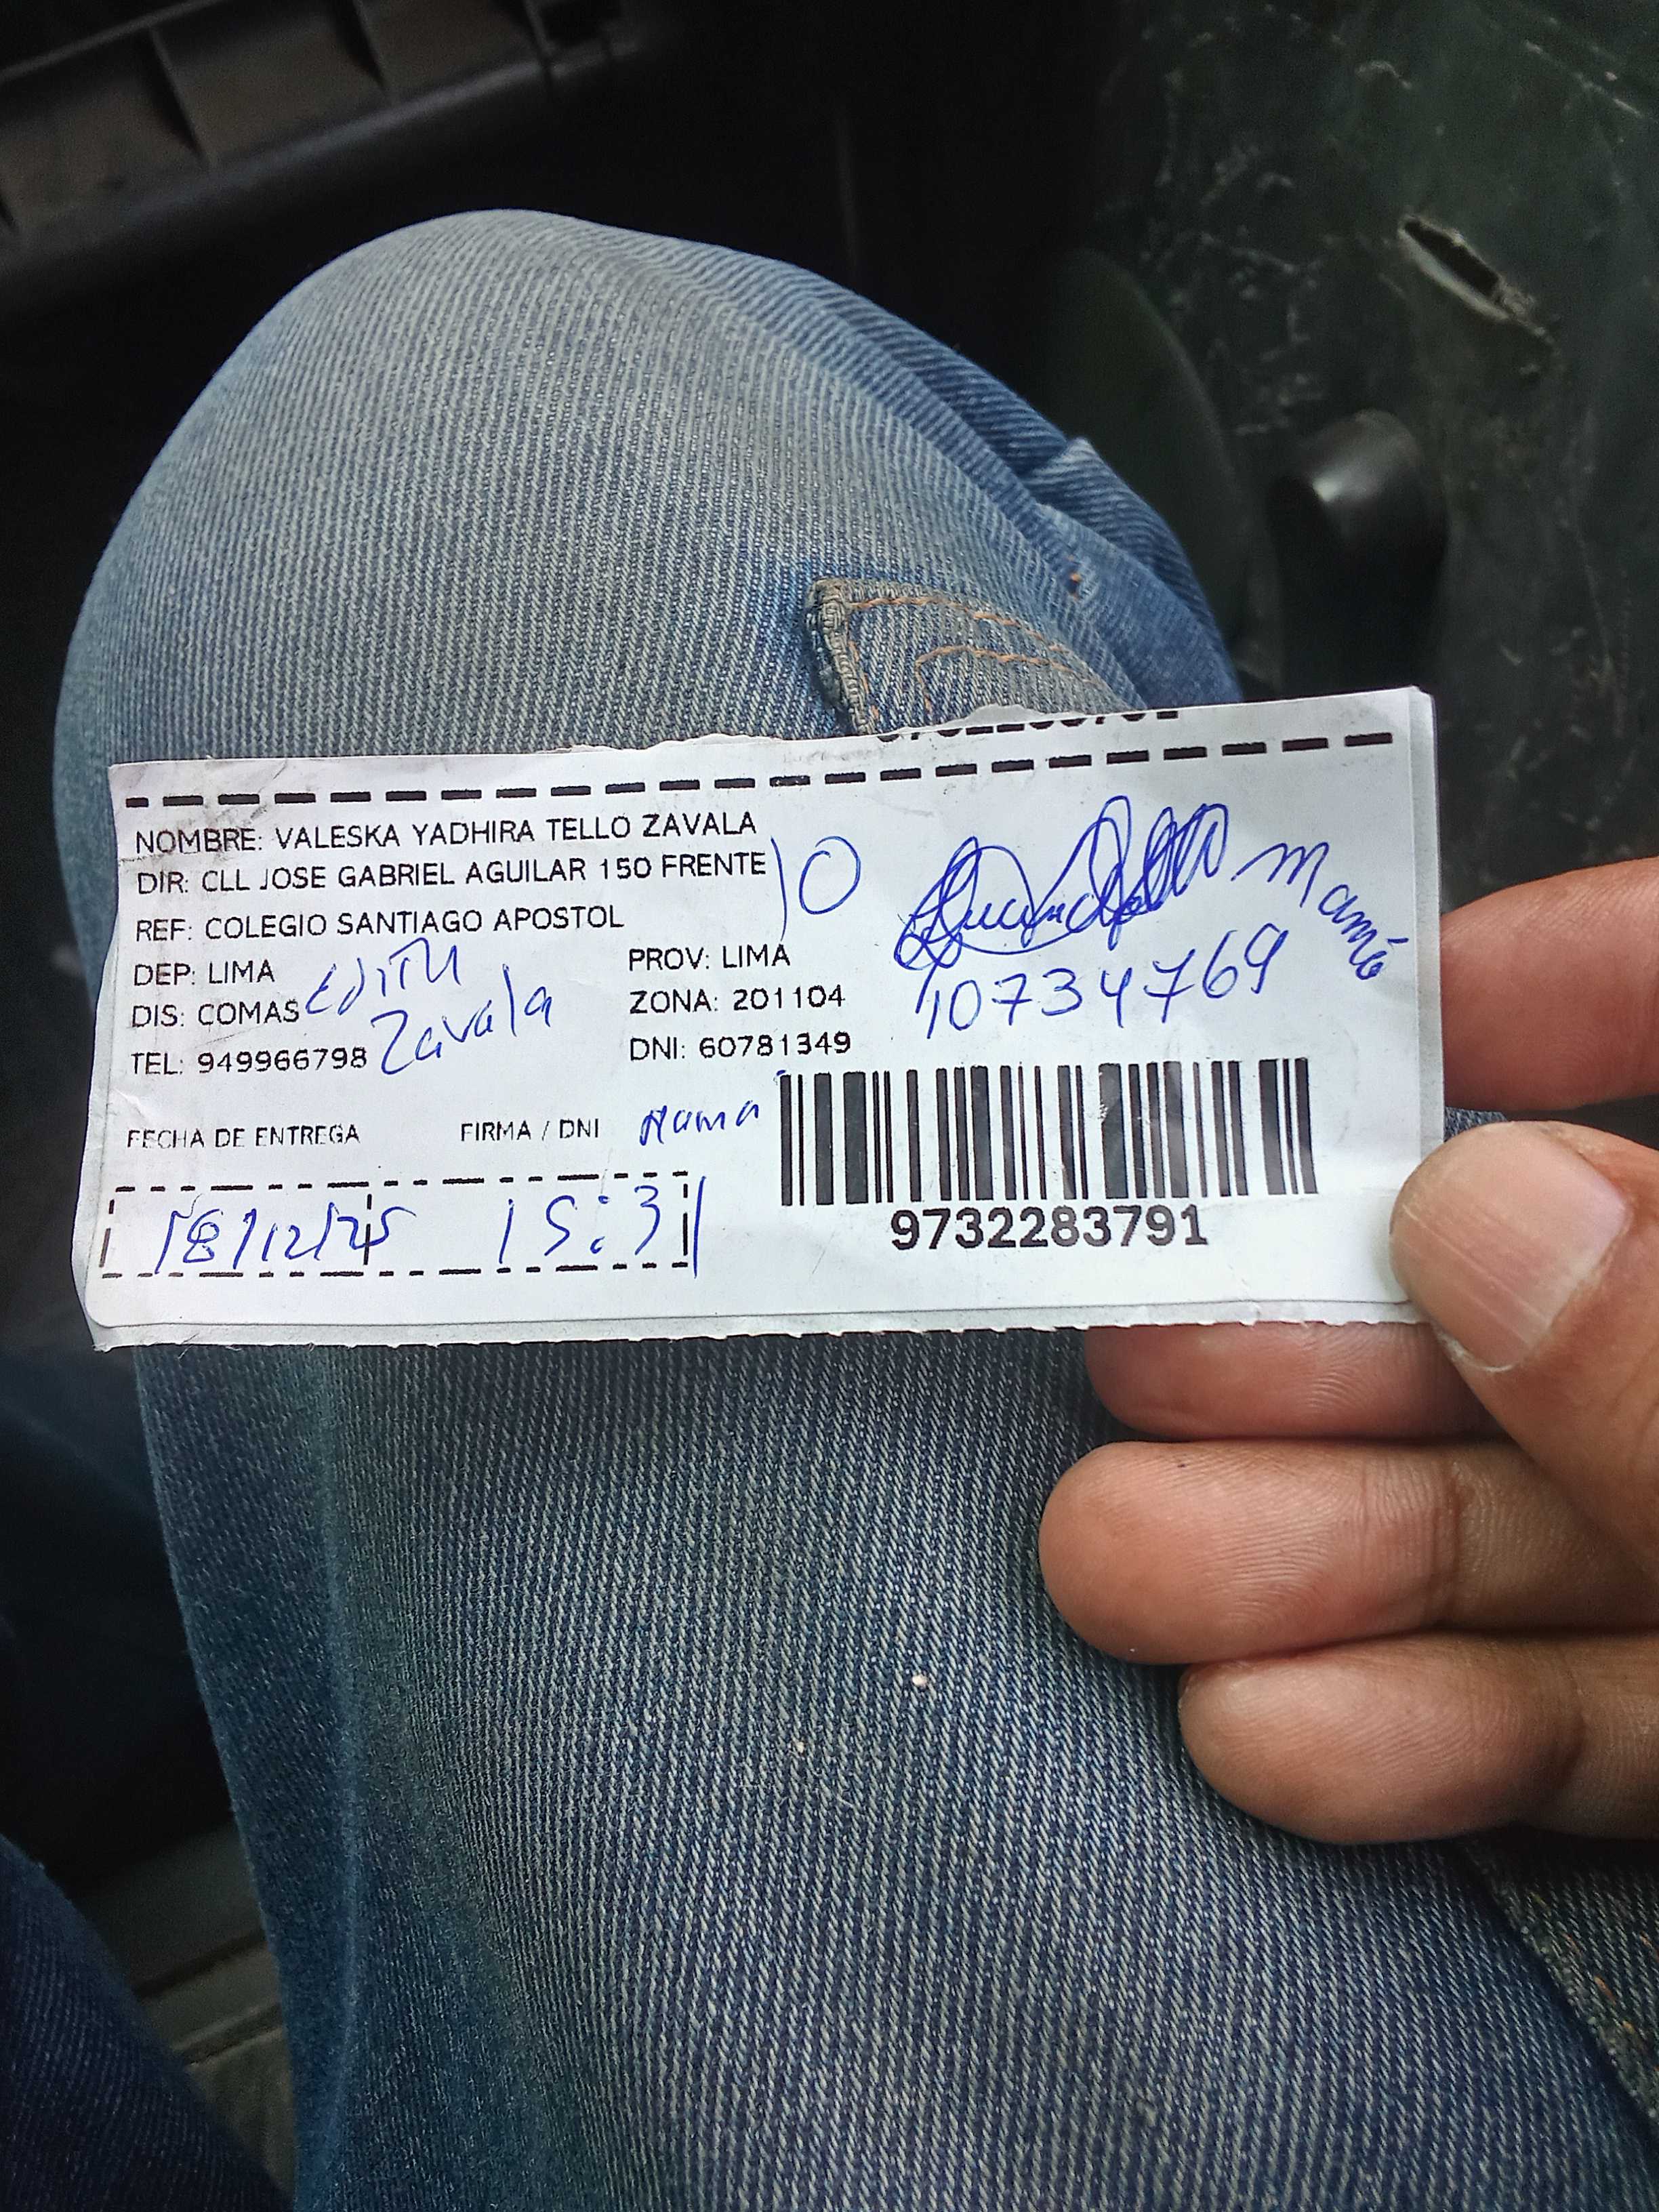 NOMBRE: VALESKA YADHIRA TELLO ZAVALA
DIR: CLL JOSE GABRIEL AGUILAR 150 FRENTE
REF: COLEGIO SANTIAGO APOSTOL
DEP: LIMA PROV: LIMA
DIS: COMAS ZONA: 201104
TEL: 949966798 DNI: 60781349
Edith
Zavala
10
Mamá
10734769
FECHA DE ENTREGA FIRMA / DNI Mama
18/12/25 15:31
9732283791